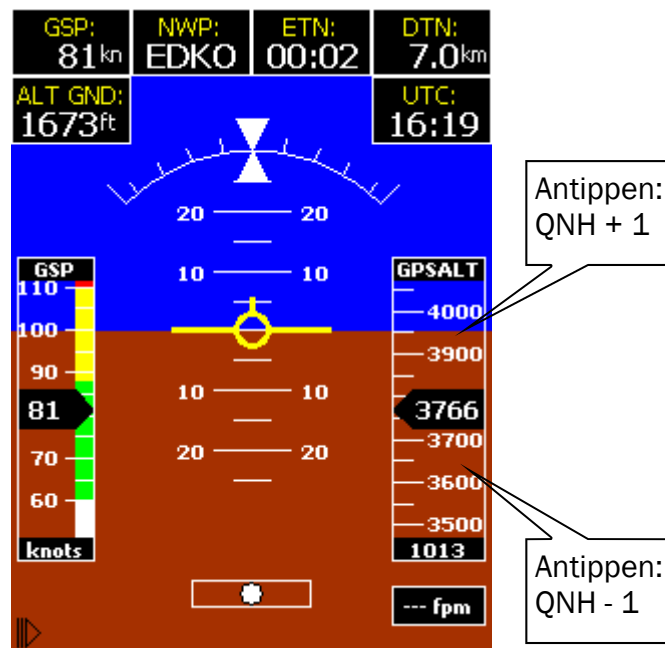 GSP: NWP: ETN: DTN:
81kn EDKO 00:02 7.0km
ALT GND: UTC:
1673ft 16:19
Antippen:
QNH + 1
20 20
GSP 10 10 GPSALT
110
4000
100
3900
90
10 10
81 3766
3700
70 20 20
3600
60
3500
knots 1013
Antippen:
QNH - 1
--- fpm